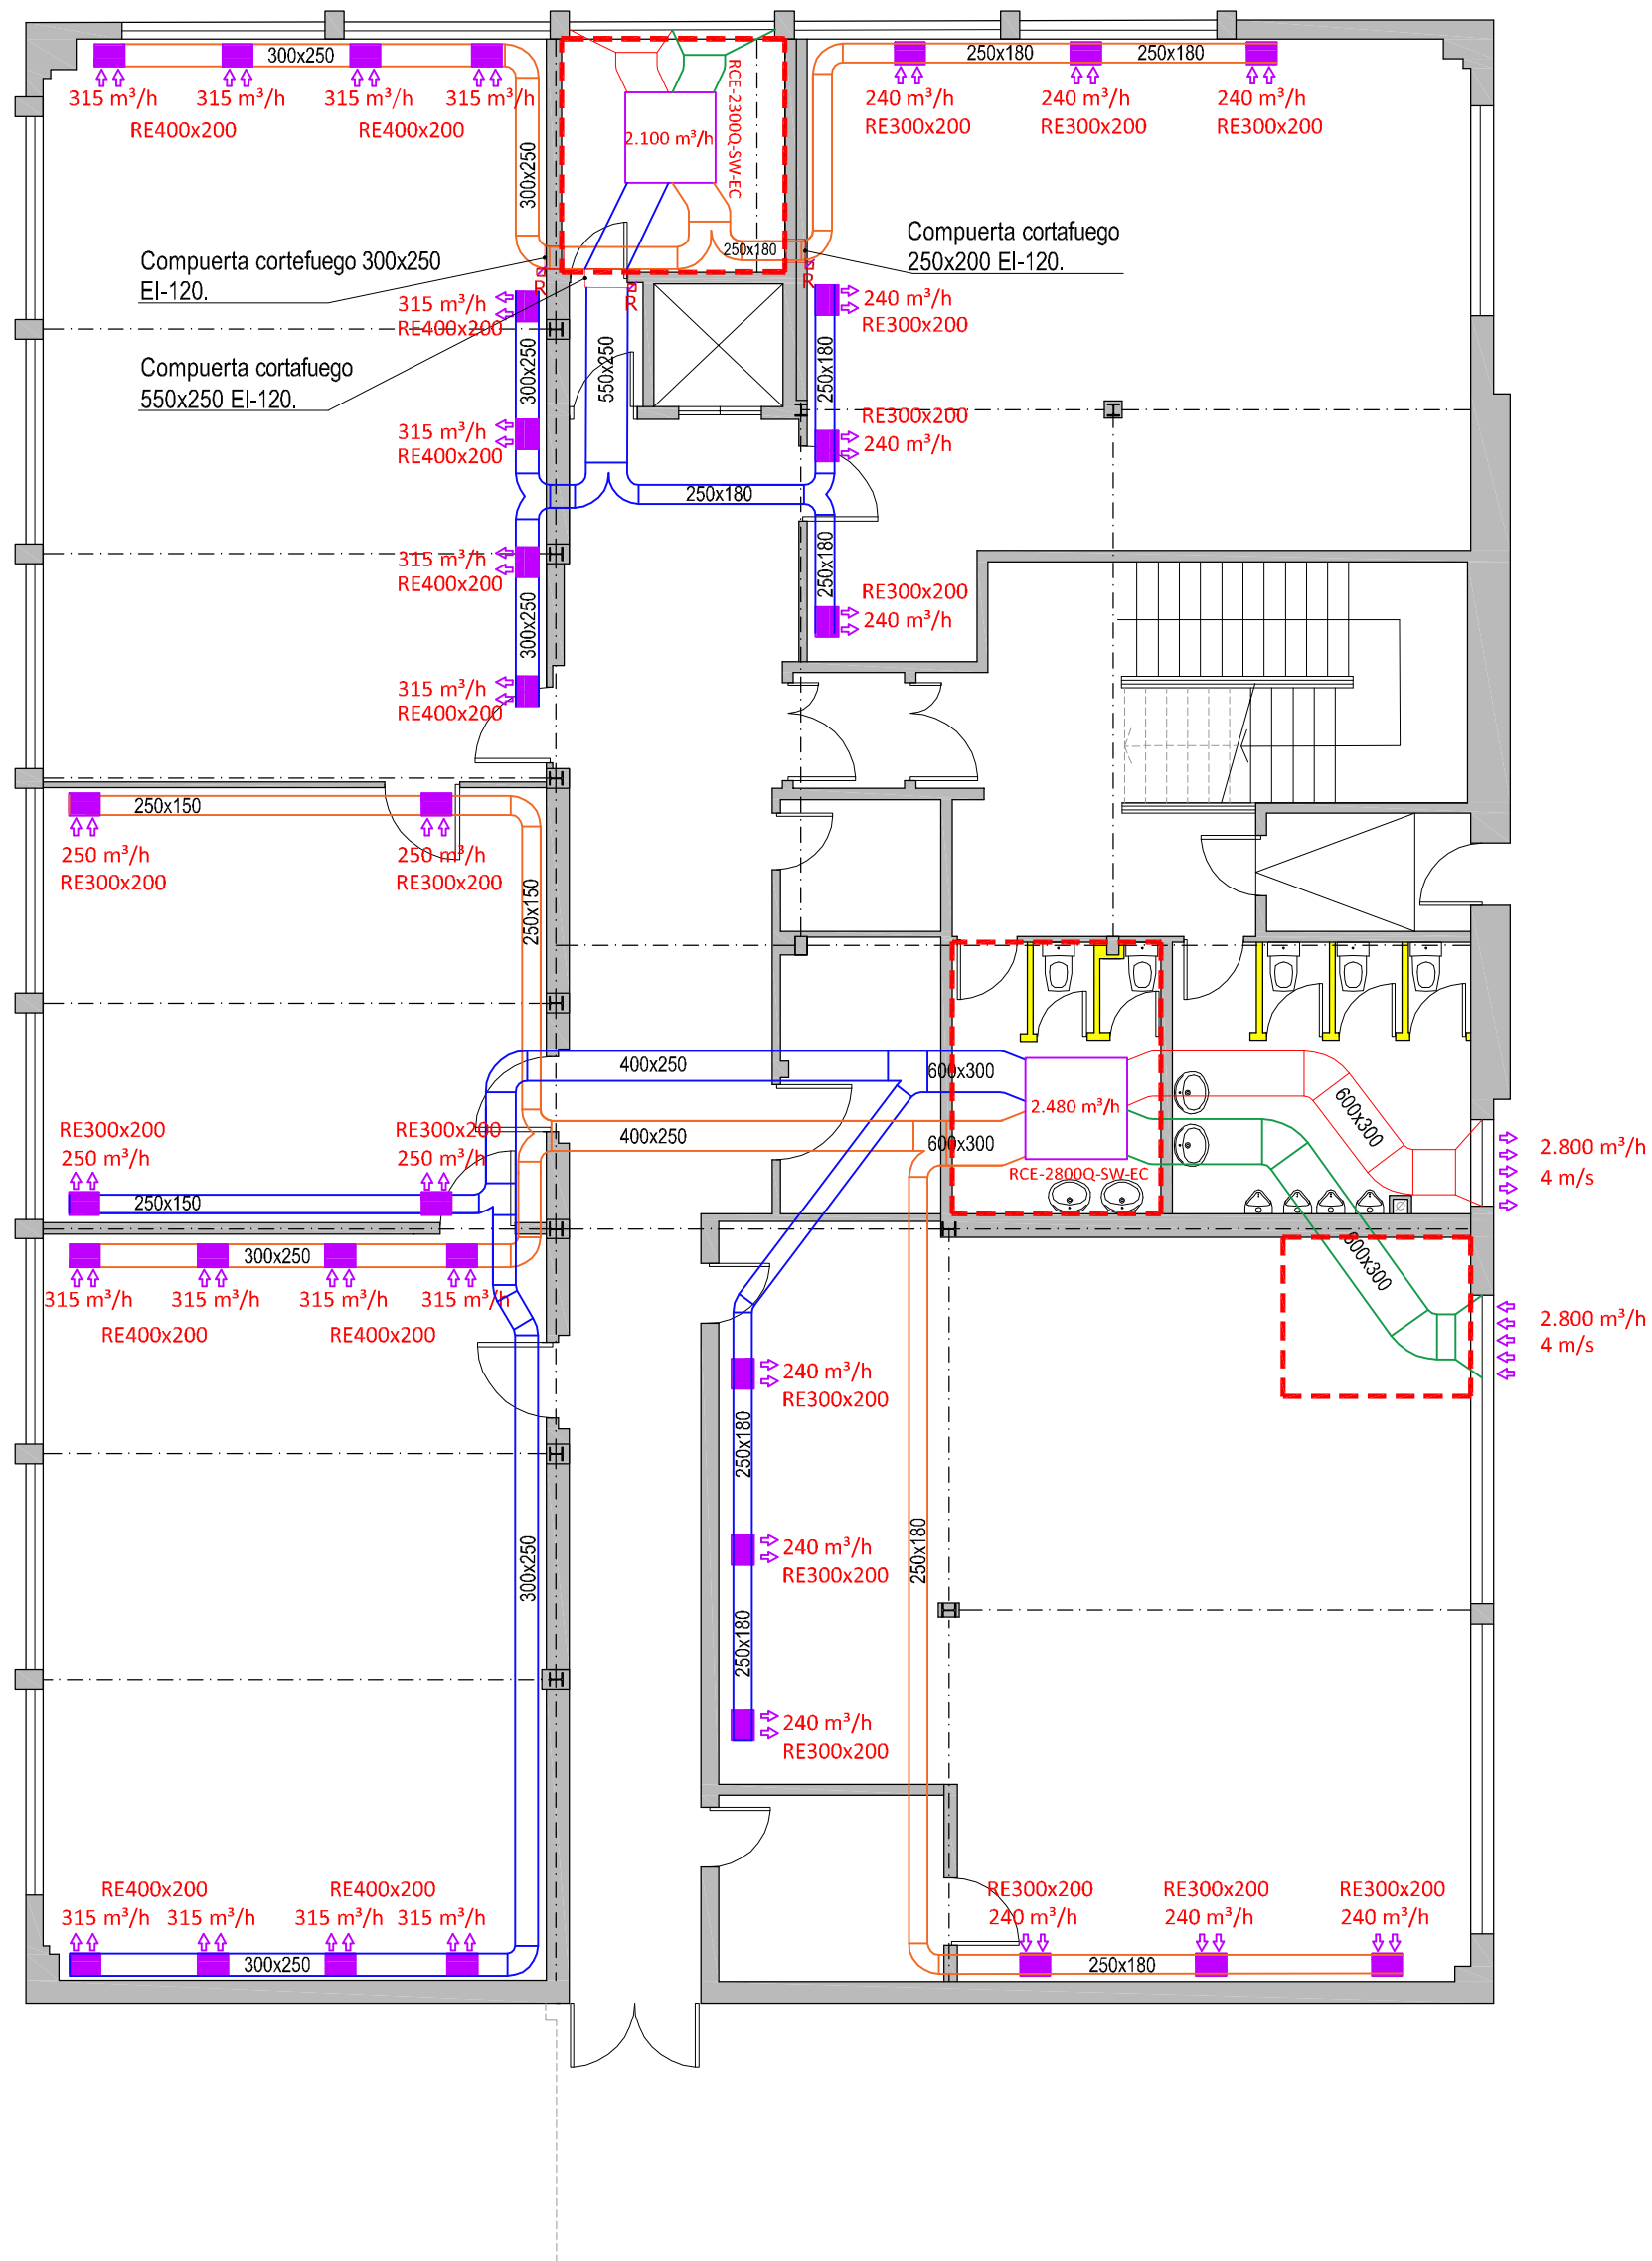 300x250
250x180 250x180
315 m³/h 315 m³/h 315 m³/h 315 m³/h
RE400x200 RE400x200
240 m³/h 240 m³/h 240 m³/h
RE300x200 RE300x200 RE300x200
RCE-2300Q-SW-EC
2.100 m³/h
300x250
250x180
Compuerta cortefuego 300x250
EI-120.
Compuerta cortafuego
250x200 EI-120.
R
R
R
315 m³/h
RE400x200
240 m³/h
RE300x200
Compuerta cortafuego
550x250 EI-120.
300x250
550x250
250x180
315 m³/h
RE400x200
RE300x200
240 m³/h
250x180
315 m³/h
RE400x200
300x250
250x180
RE300x200
240 m³/h
315 m³/h
RE400x200
250x150
250 m³/h 250 m³/h
RE300x200 RE300x200
250x150
400x250
600x300
2.480 m³/h
600x300
400x250
600x300
RCE-2800Q-SW-EC
2.800 m³/h
4 m/s
RE300x200 RE300x200
250 m³/h 250 m³/h
250x150
300x250
315 m³/h 315 m³/h 315 m³/h 315 m³/h
RE400x200 RE400x200
600x300
2.800 m³/h
4 m/s
240 m³/h
RE300x200
250x180
300x250
240 m³/h
RE300x200
250x180
250x180
240 m³/h
RE300x200
RE400x200 RE400x200
315 m³/h 315 m³/h 315 m³/h 315 m³/h
300x250
RE300x200 RE300x200 RE300x200
240 m³/h 240 m³/h 240 m³/h
250x180